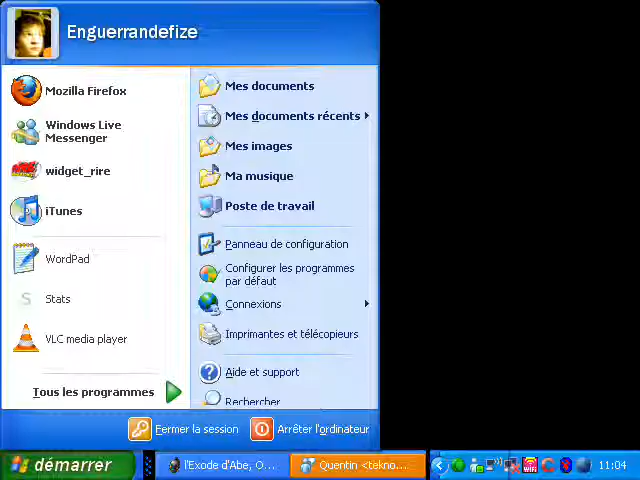 Enguerrandefize
Mozilla Firefox
Windows Live
Messenger
widget_rire
iTunes
WordPad
Stats
VLC media player
Tous les programmes
Mes documents
Mes documents récents
Mes images
Ma musique
Poste de travail
Panneau de configuration
Configurer les programmes
par défaut
Connexions
Imprimantes et télécopieurs
Aide et support
Rechercher
Fermer la session
Arrêter l'ordinateur
démarrer
l'Exode d'Abe, O...
Quentin <tekno....
WiFi
11:04